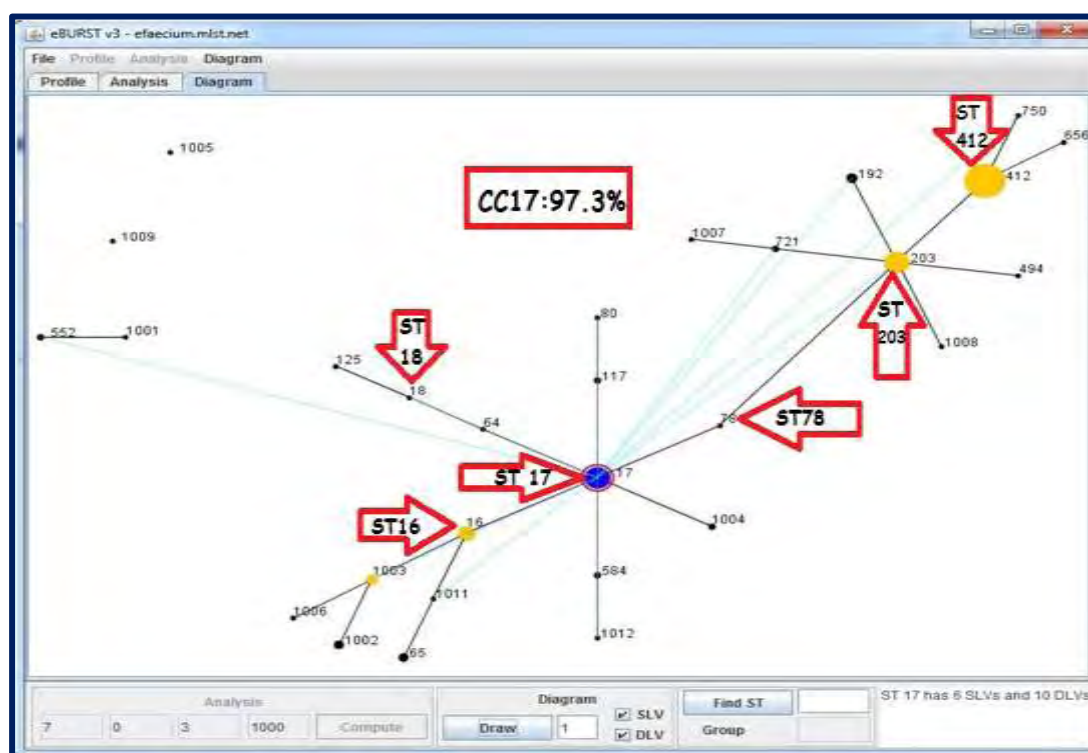 eBURST v3 - efaecium.mlst.net
File Profile Analysis Diagram
Profile Analysis Diagram
ST
412
750
656
1005
192
412
CC17:97.3%
1009
1007
721
203
494
552
1001
ST
18
80
ST
203
1008
125
117
18
64
78
ST78
ST 17
17
ST16
16
1004
1003
584
1011
1006
1002
65
1012
Analysis
Diagram
Find ST
ST 17 has 6 SLVs and 10 DLVs
7 0 3 1000 Compute
Draw 1
SLV
DLV
Group